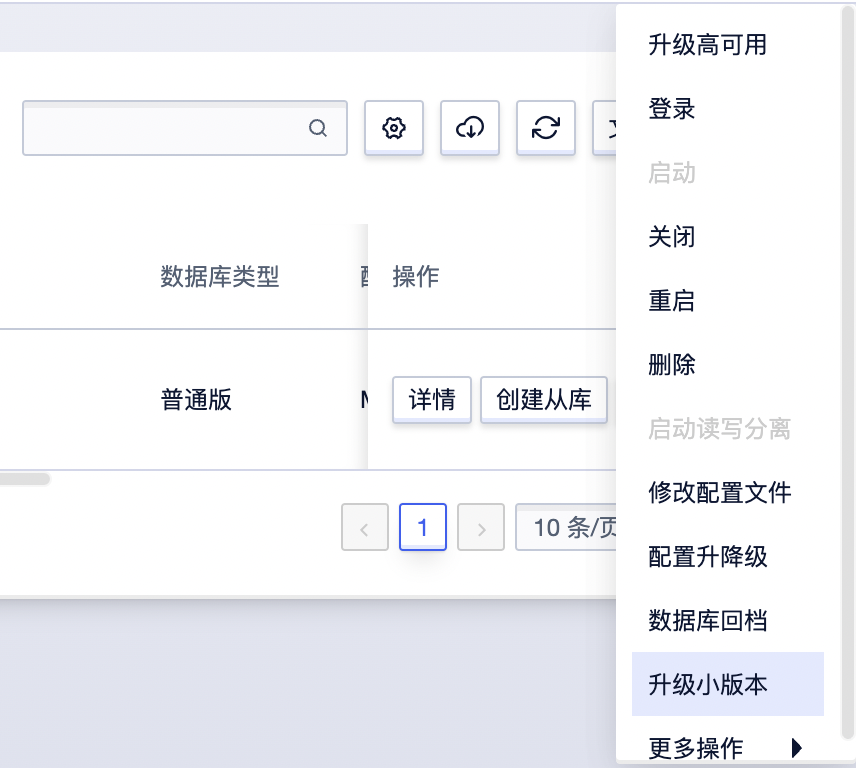 升级高可用
登录
启动
关闭
重启
删除
启动读写分离
修改配置文件
配置升降级
数据库回档
升级小版本
更多操作
数据库类型
操作
普通版
详情
创建从库
1
10 条/页